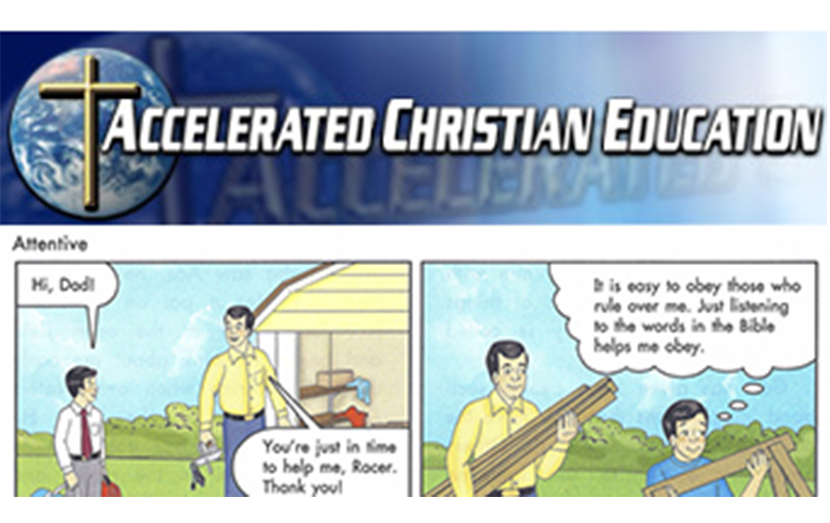 ACCELERATED CHRISTIAN EDUCATION
Attentive
Hi, Dad!
You're just in time
to help me, Racer.
Thank you!
It is easy to obey those who
rule over me. Just listening
to the words in the Bible
helps me obey.